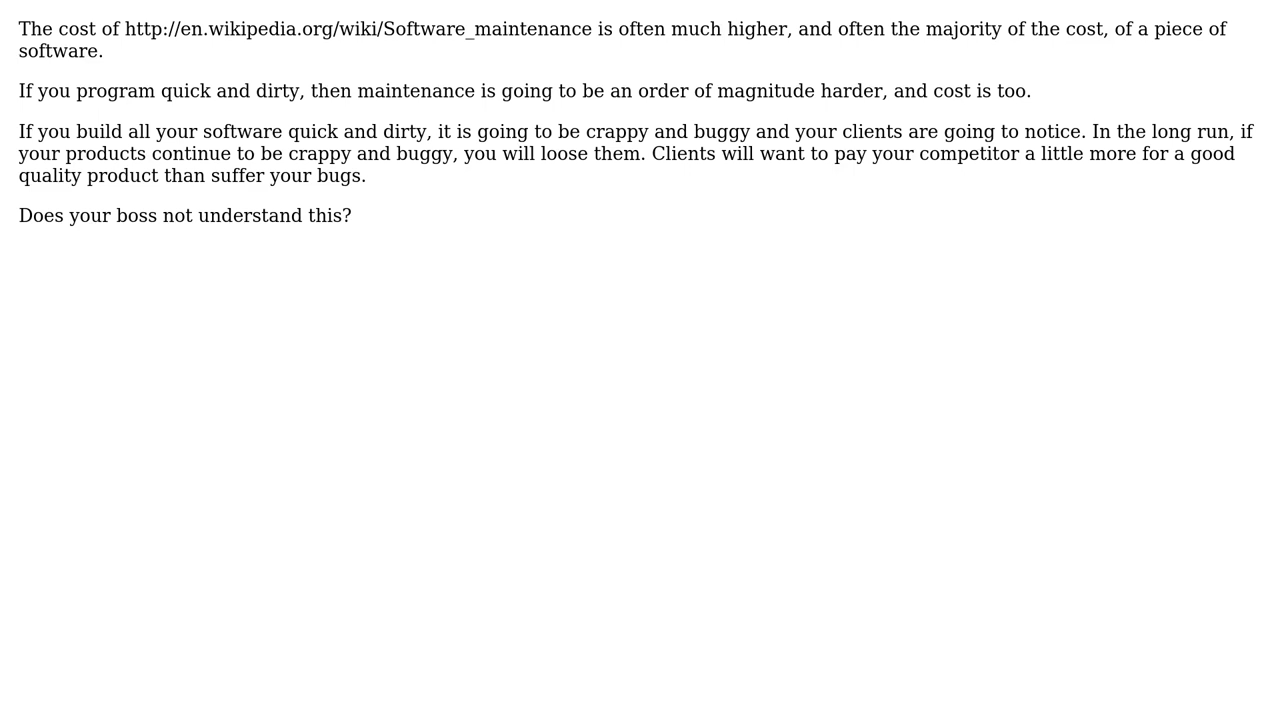 The cost of http://en.wikipedia.org/wiki/Software_maintenance is often much higher, and often the majority of the cost, of a piece of
software.
If you program quick and dirty, then maintenance is going to be an order of magnitude harder, and cost is too.
If you build all your software quick and dirty, it is going to be crappy and buggy and your clients are going to notice. In the long run, if
your products continue to be crappy and buggy, you will loose them. Clients will want to pay your competitor a little more for a good
quality product than suffer your bugs.
Does your boss not understand this?